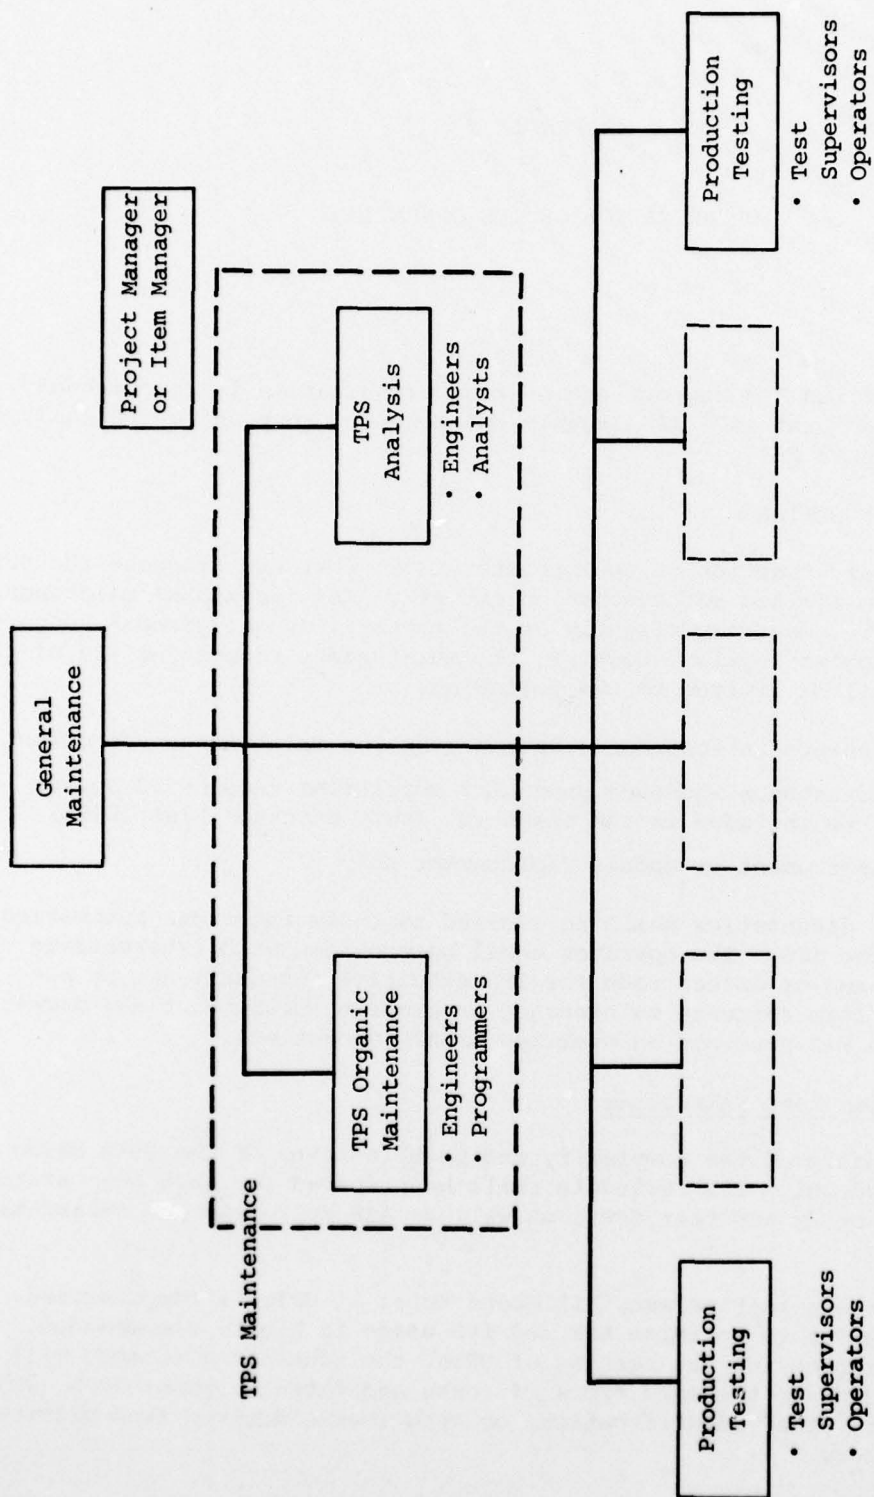 General
Maintenance
Project Manager
or Item Manager
TPS Maintenance
TPS Organic
Maintenance
• Engineers
• Programmers
TPS
Analysis
• Engineers
• Analysts
Production
Testing
• Test
Supervisors
• Operators
Production
Testing
• Test
Supervisors
• Operators